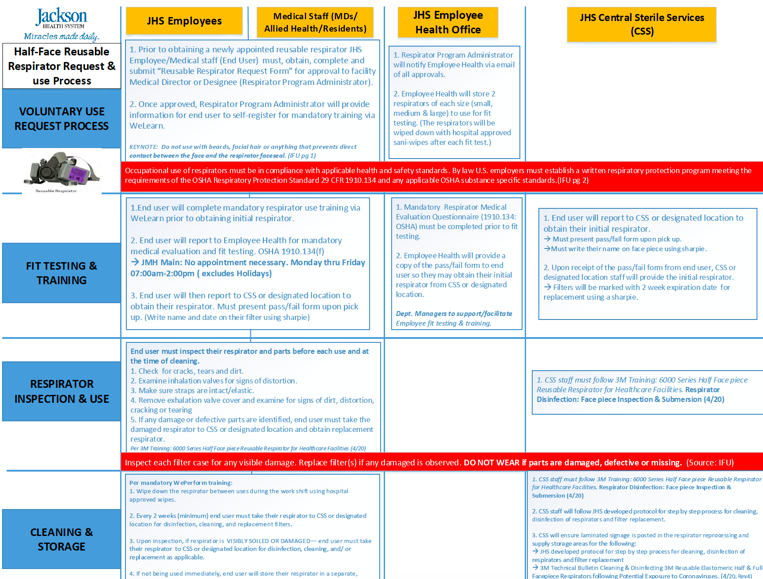 Jackson
HEALTH SYSTEM
Miracles made daily.
JHS Employees
Medical Staff (MDs/
Allied Health/Residents)
JHS Employee
Health Office
JHS Central Sterile Services
(CSS)
Half-Face Reusable
Respirator Request &
use Process
VOLUNTARY USE
REQUEST PROCESS
Reusable Respirator
1. Prior to obtaining a newly appointed reusable respirator JHS
Employee/Medical staff (End User) must, obtain, complete and
submit "Reusable Respirator Request Form" for approval to facility
Medical Director or Designee (Respirator Program Administrator).
2. Once approved, Respirator Program Administrator will provide
information for end user to self-register for mandatory training via
WeLearn.
KEYNOTE: Do not use with beards, facial hair or anything that prevents direct
contact between the face and the respirator faceseal. (IFU pg 1)
1. Respirator Program Administrator
will notify Employee Health via email
of all approvals.
2. Employee Health will store 2
respirators of each size (small,
medium & large) to use for fit
testing. (The respirators will be
wiped down with hospital approved
sani-wipes after each fit test.)
Occupational use of respirators must be in compliance with applicable health and safety standards. By law U.S. employers must establish a written respiratory protection program meeting the
requirements of the OSHA Respiratory Protection Standard 29 CFR 1910.134 and any applicable OSHA substance specific standards.(IFU pg 2)
FIT TESTING &
TRAINING
1.End user will complete mandatory respirator use training via
WeLearn prior to obtaining initial respirator.
2. End user will report to Employee Health for mandatory
medical evaluation and fit testing. OSHA 1910.134(f)
→ JMH Main: No appointment necessary. Monday thru Friday
07:00am-2:00pm ( excludes Holidays)
3. End user will then report to CSS or designated location to
obtain their respirator. Must present pass/fail form upon pick
up. (Write name and date on their filter using sharpie)
1. Mandatory Respirator Medical
Evaluation Questionnaire (1910.134:
OSHA) must be completed prior to fit
testing.
2. Employee Health will provide a
copy of the pass/fail form to end
user so they may obtain their initial
respirator from CSS or designated
location.
Dept. Managers to support/facilitate
Employee fit testing & training.
1. End user will report to CSS or designated location to
obtain their initial respirator.
→ Must present pass/fail form upon pick up.
→Must write their name on face piece using sharpie.
2. Upon receipt of the pass/fail form from end user, CSS or
designated location staff will provide the initial respirator.
→ Filters will be marked with 2 week expiration date for
replacement using a sharpie.
RESPIRATOR
INSPECTION & USE
End user must inspect their respirator and parts before each use and at
the time of cleaning.
1. Check for cracks, tears and dirt.
2. Examine inhalation valves for signs of distortion.
3. Make sure straps are intact/elastic.
4. Remove exhalation valve cover and examine for signs of dirt, distortion,
cracking or tearing
5. If any damage or defective parts are identified, end user must take the
damaged respirator to CSS or designated location and obtain replacement
respirator.
Per 3M Training: 6000 Series Half Face piece Reusable Respirator for Healthcare Facilities (4/20)
1. CSS staff must follow 3M Training: 6000 Series Half Face piece
Reusable Respirator for Healthcare Facilities. Respirator
Disinfection: Face piece Inspection & Submersion (4/20)
Inspect each filter case for any visible damage. Replace filter(s) if any damaged is observed. DO NOT WEAR if parts are damaged, defective or missing. (Source: IFU)
CLEANING &
STORAGE
Per mandatory WePerform training:
1. Wipe down the respirator between uses during the work shift using hospital
approved wipes.
2. Every 2 weeks (minimum) end user must take their respirator to CSS or designated
location for disinfection, cleaning, and replacement filters.
3. Upon inspection, if respirator is VISIBLY SOILED OR DAMAGED— end user must take
their respirator to CSS or designated location for disinfection, cleaning, and/ or
replacement as applicable.
4. If not being used immediately, end user will store their respirator in a separate,
1. CSS staff must follow 3M Training: 6000 Series Half Face piece Reusable Respirator
for Healthcare Facilities. Respirator Disinfection: Face piece Inspection &
Submersion (4/20)
2. CSS staff will follow JHS developed protocol for step by step process for cleaning,
disinfection of respirators and filter replacement.
3. CSS will ensure laminated signage is posted in the respirator reprocessing and
supply storage areas for the following:
→ JHS developed protocol for step by step process for cleaning, disinfection of
respirators and filter replacement
→ 3M Technical Bulletin Cleaning & Disinfecting 3M Reusable Elastomeric Half & Full
Facepiece Respirators following Potential Exposure to Coronaviruses. (4/20; Rev4)